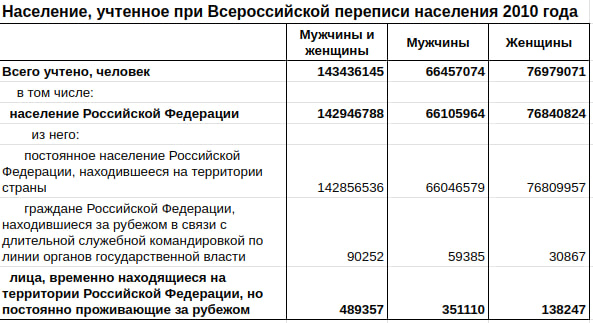 Население, учтенное при Всероссийской переписи населения 2010 года
Мужчины и
женщины
Мужчины
Женщины
Всего учтено, человек 143436145 66457074 76979071
в том числе:
население Российской Федерации 142946788 66105964 76840824
из него:
постоянное население Российской
Федерации, находившееся на территории
страны 142856536 66046579 76809957
граждане Российской Федерации,
находившиеся за рубежом в связи с
длительной служебной командировкой по
линии органов государственной власти 90252 59385 30867
лица, временно находящиеся на
территории Российской Федерации, но
постоянно проживающие за рубежом 489357 351110 138247